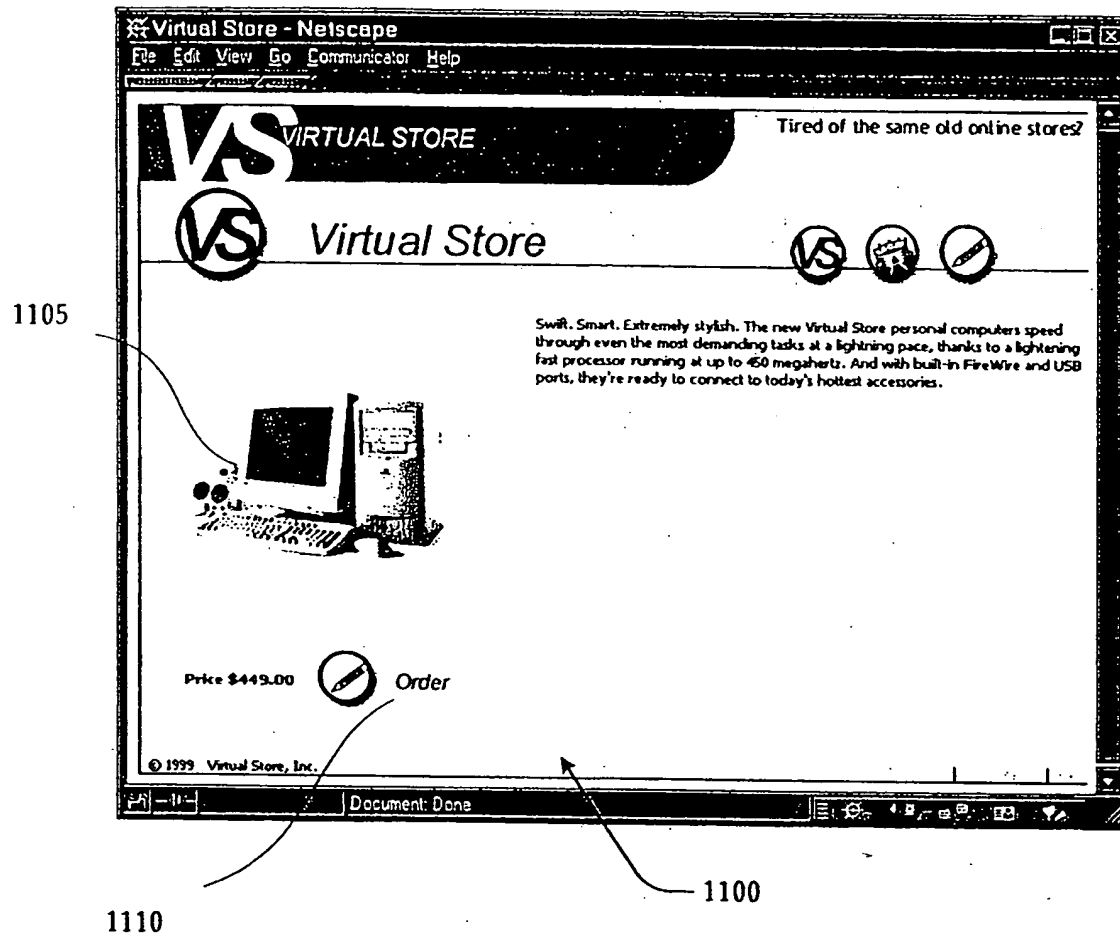 Virtual Store - Netscape
File Edit View Go Communicator Help
VS VIRTUAL STORE
Tired of the same old online stores?
VS Virtual Store
VS
1105
Swift. Smart. Extremely stylish. The new Virtual Store personal computers speed
through even the most demanding tasks at a lightning pace, thanks to a lightening
fast processor running at up to 450 megahertz. And with built-in FireWire and USB
ports, they're ready to connect to today's hottest accessories.
Price $449.00 Order
© 1999 Virtual Store, Inc.
Document: Done
1100
1110